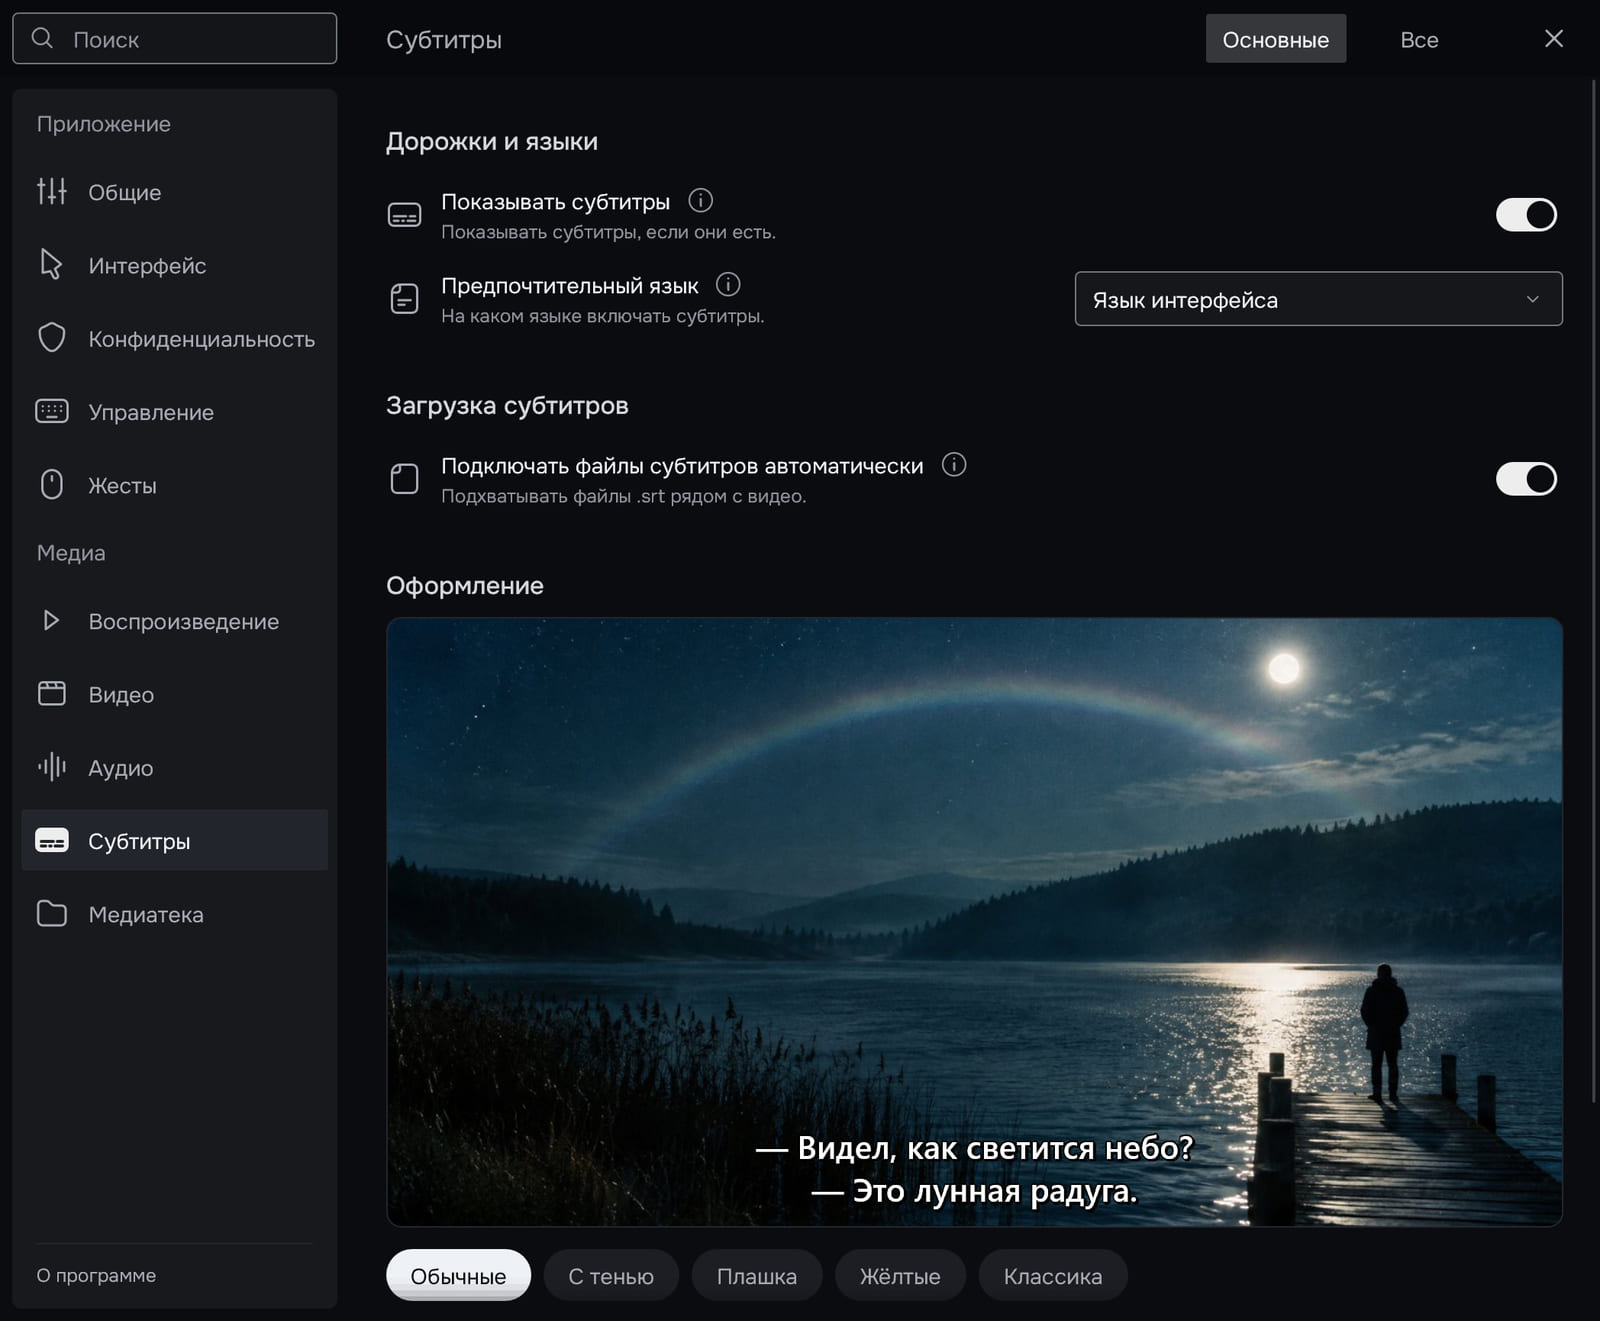 Поиск
Субтитры
Основные
Все
Приложение
Общие
Интерфейс
Конфиденциальность
Управление
Жесты
Медиа
Воспроизведение
Видео
Аудио
Субтитры
Медиатека
О программе
Дорожки и языки
Показывать субтитры
Показывать субтитры, если они есть.
Предпочтительный язык
На каком языке включать субтитры.
Язык интерфейса
Загрузка субтитров
Подключать файлы субтитров автоматически
Подхватывать файлы .srt рядом с видео.
Оформление
— Видел, как светится небо?
— Это лунная радуга.
Обычные
С тенью
Плашка
Жёлтые
Классика